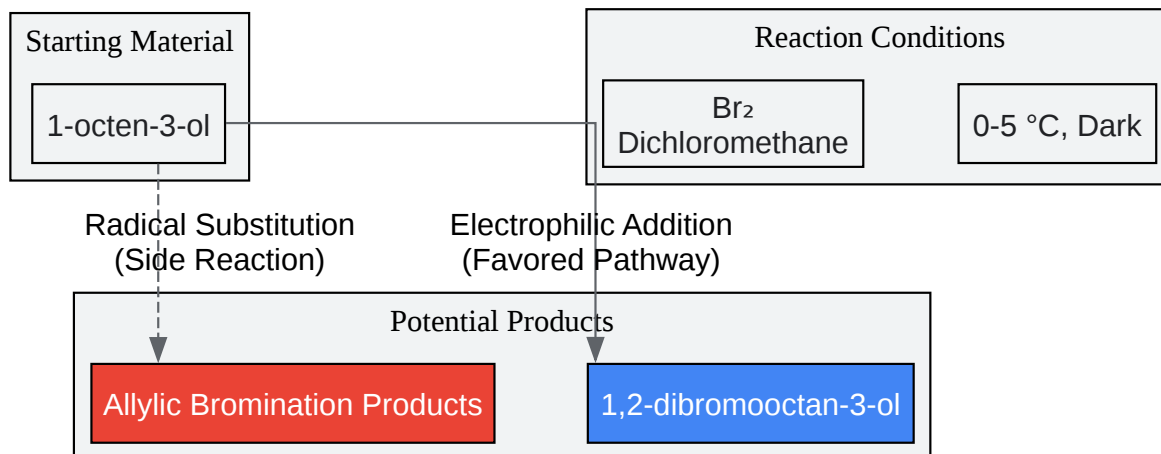 Starting Material
1-octen-3-ol
Reaction Conditions
Br₂
Dichloromethane
0-5 °C, Dark
Radical Substitution
(Side Reaction)
Electrophilic Addition
(Favored Pathway)
Potential Products
Allylic Bromination Products
1,2-dibromooctan-3-ol